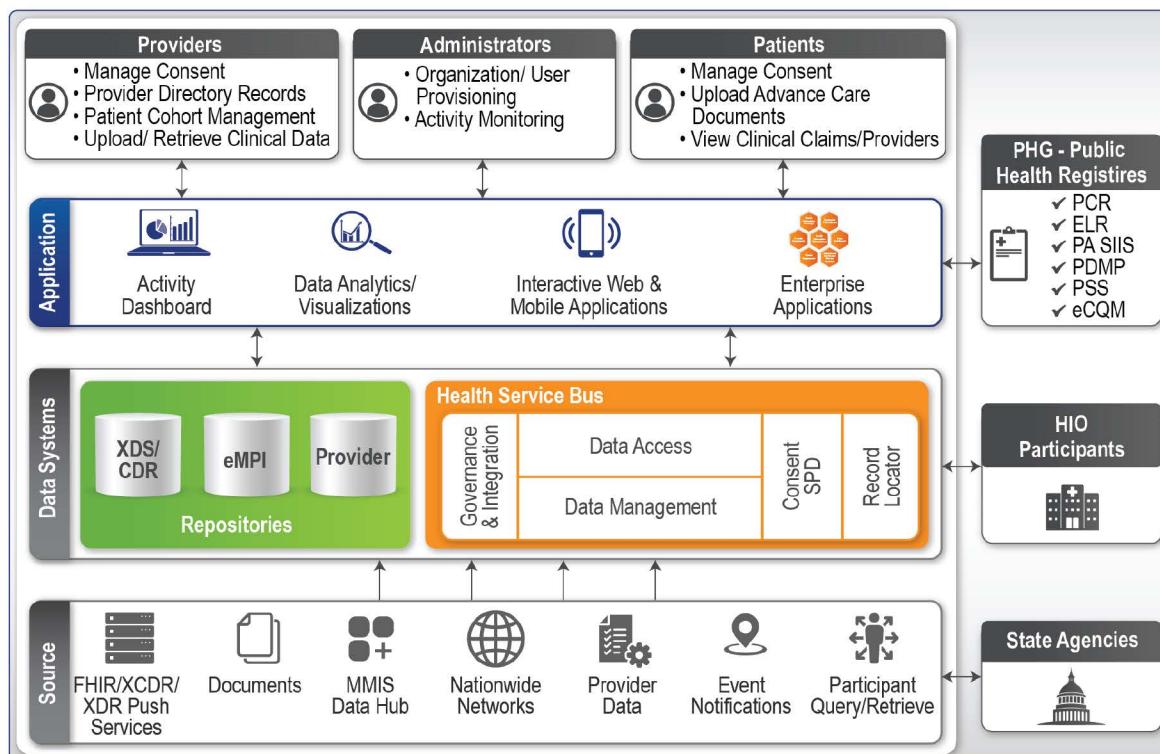 Providers
• Manage Consent
• Provider Directory Records
• Patient Cohort Management
• Upload/ Retrieve Clinical Data
Administrators
• Organization/ User
Provisioning
• Activity Monitoring
Patients
• Manage Consent
• Upload Advance Care
Documents
• View Clinical Claims/Providers
PHG - Public
Health Registires
✓ PCR
✓ ELR
✓ PA SIIS
✓ PDMP
✓ PSS
✓ eCQM
Application
Activity
Dashboard
Data Analytics/
Visualizations
Interactive Web &
Mobile Applications
Enterprise
Applications
Data Systems
XDS/
CDR
eMPI
Provider
Repositories
Health Service Bus
Governance
& Integration
Data Access
Data Management
Consent
SPD
Record
Locator
HIO
Participants
Source
FHIR/XCDR/
XDR Push
Services
Documents
MMIS
Data Hub
Nationwide
Networks
Provider
Data
Event
Notifications
Participant
Query/Retrieve
State Agencies